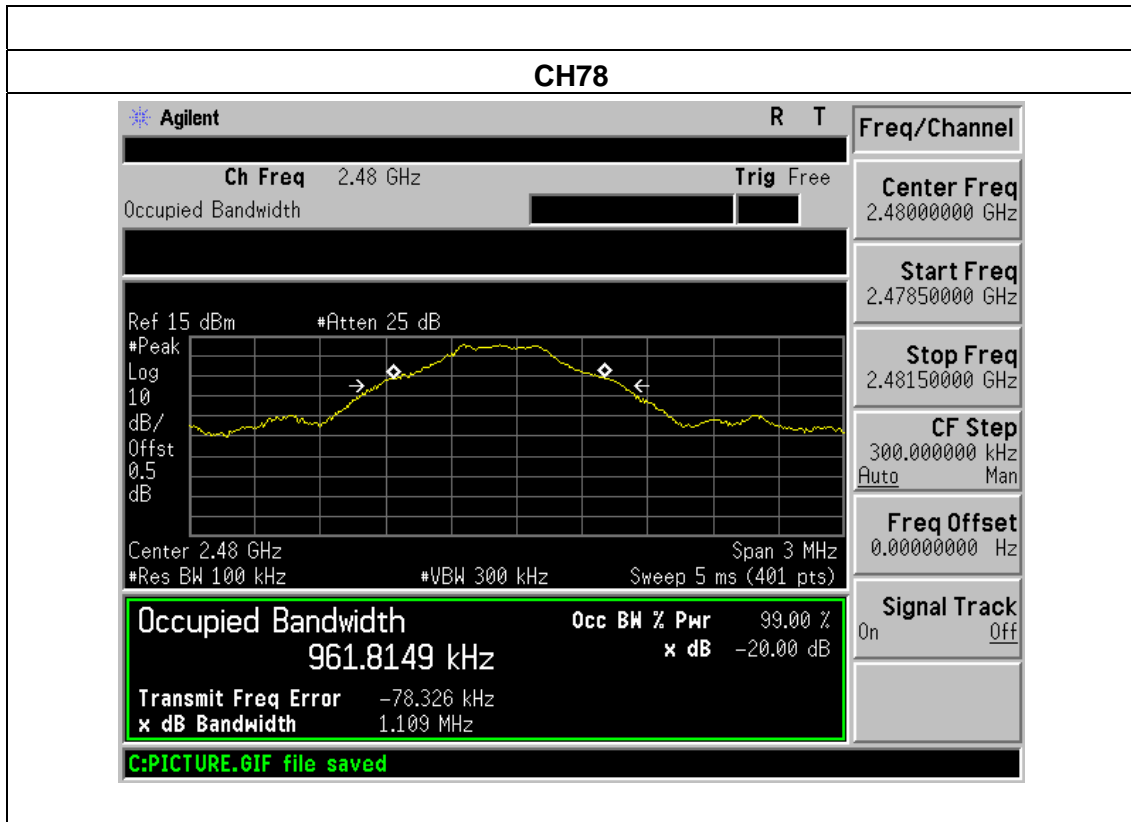 CH78
Agilent R T
Ch Freq 2.48 GHz Trig Free
Occupied Bandwidth
Ref 15 dBm #Atten 25 dB
#Peak
Log
10
dB/
Offst
0.5
dB
Center 2.48 GHz Span 3 MHz
#Res BW 100 kHz #VBW 300 kHz Sweep 5 ms (401 pts)
Occupied Bandwidth Occ BW % Pwr 99.00 %
961.8149 kHz x dB -20.00 dB
Transmit Freq Error -78.326 kHz
x dB Bandwidth 1.109 MHz
C:PICTURE.GIF file saved
Freq/Channel
Center Freq
2.48000000 GHz
Start Freq
2.47850000 GHz
Stop Freq
2.48150000 GHz
CF Step
300.000000 kHz
Auto Man
Freq Offset
0.00000000 Hz
Signal Track
On Off